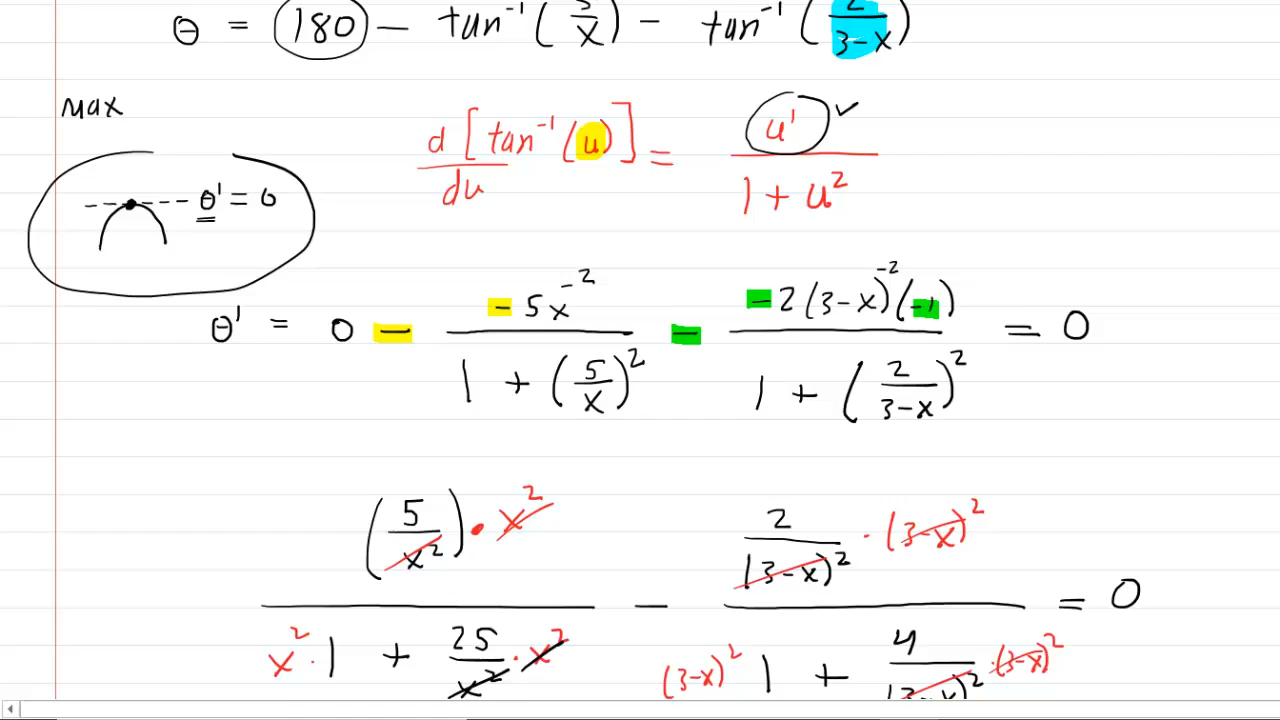 θ = 180 − tan⁻¹(5/x) − tan⁻¹(2/(3−x))
max
d/du [tan⁻¹(u)] = u'/(1 + u²)
θ' = 0
θ' = 0 − (−5x⁻²)/(1 + (5/x)²) − (−2(3−x)⁻²(−1))/(1 + (2/(3−x))²) = 0
((5/x²) · x²)/(x² · 1 + 25/x² · x²) − (2/(3−x)² · (3−x)²)/((3−x)² 1 + 4/(3−x)² · (3−x)²) = 0